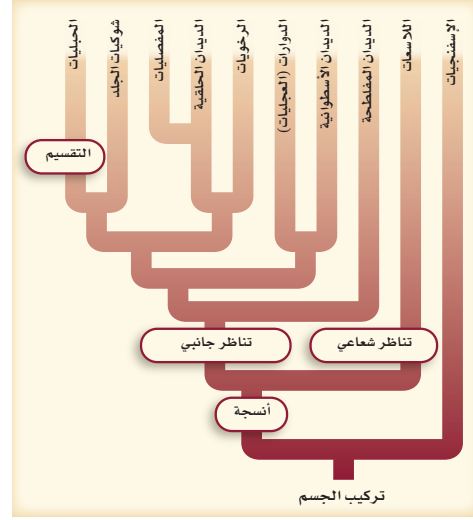 الإسفنجيات
اللاسعات
الديدان المفلطحة
الديدان الأسطوانية
الدوارات (العجليات)
الرخويات
الديدان الحلقية
المفصليات
شوكيات الجلد
الحبليات
التقسيم
تناظر شعاعي
تناظر جانبي
أنسجة
تركيب الجسم